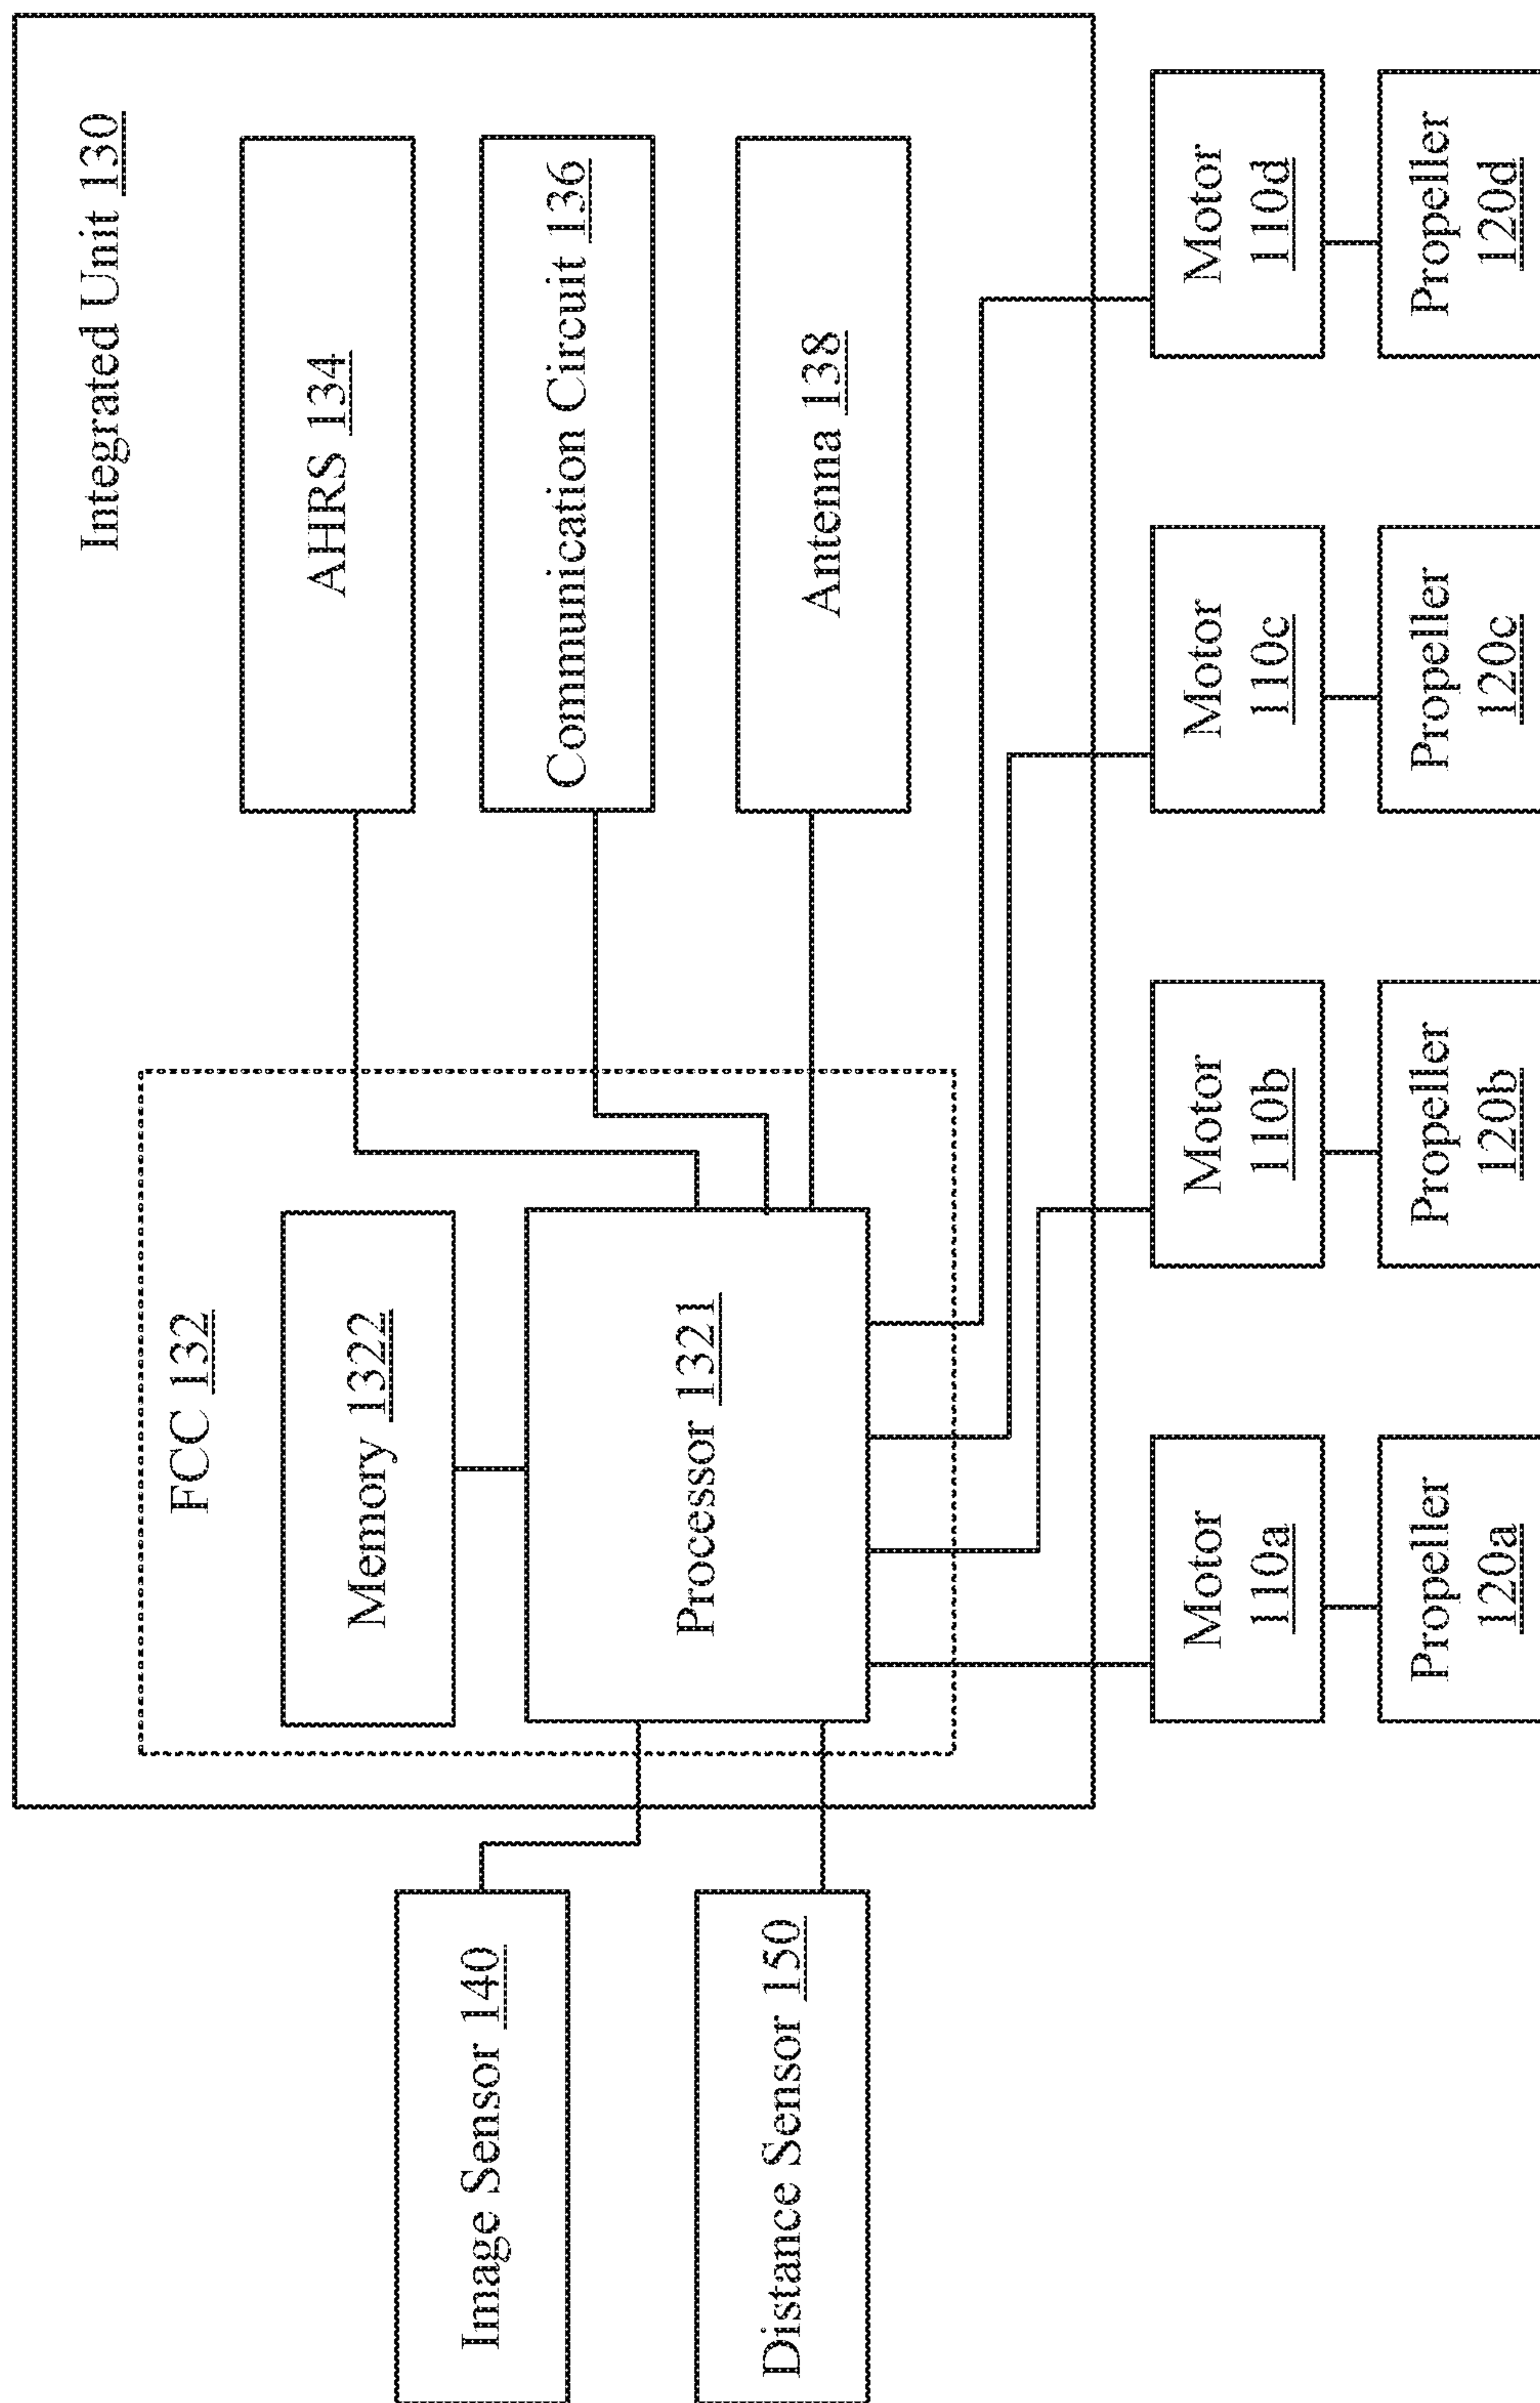 Integrated Unit 130
FCC 132
AHRS 134
Memory 1322
Image Sensor 140
Communication Circuit 136
Processor 1321
Distance Sensor 150
Antenna 138
Motor
110a
Motor
110b
Motor
110c
Motor
110d
Propeller
120a
Propeller
120b
Propeller
120c
Propeller
120d